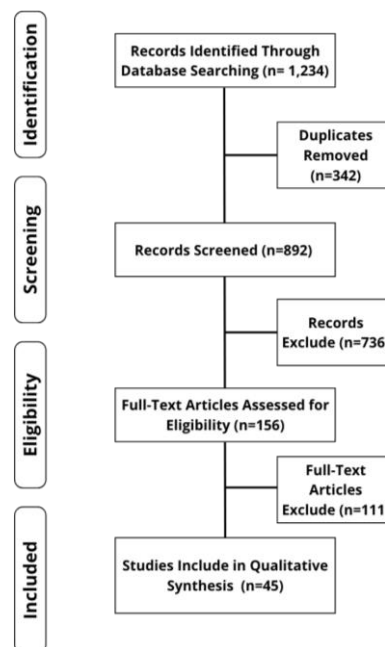 Identification
Records Identified Through
Database Searching (n= 1,234)
Duplicates
Removed
(n=342)
Screening
Records Screened (n=892)
Records
Exclude (n=736
Eligibility
Full-Text Articles Assessed for
Eligibility (n=156)
Full-Text
Articles
Exclude (n=111
Included
Studies Include in Qualitative
Synthesis (n=45)